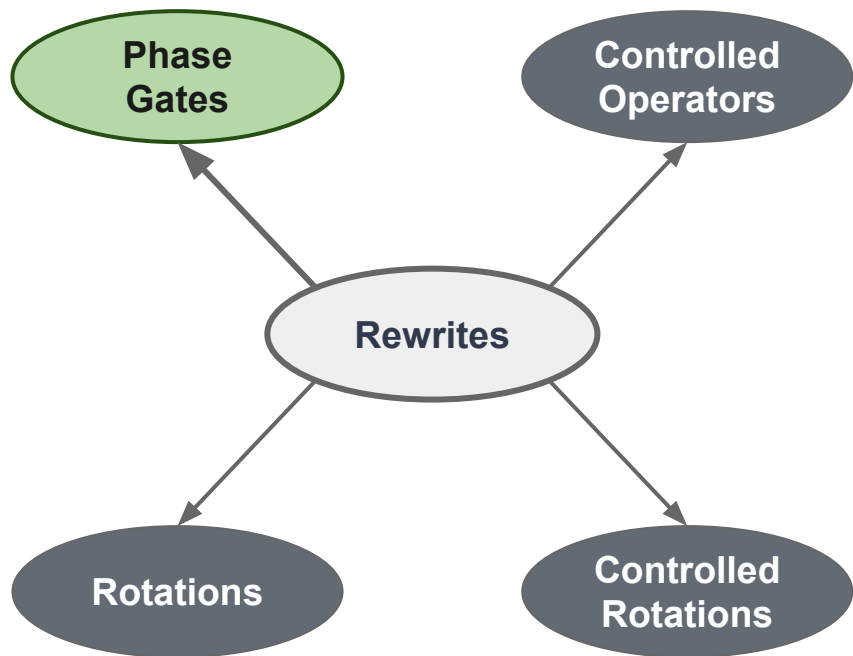 Phase
Gates
Controlled
Operators
Rewrites
Rotations
Controlled
Rotations